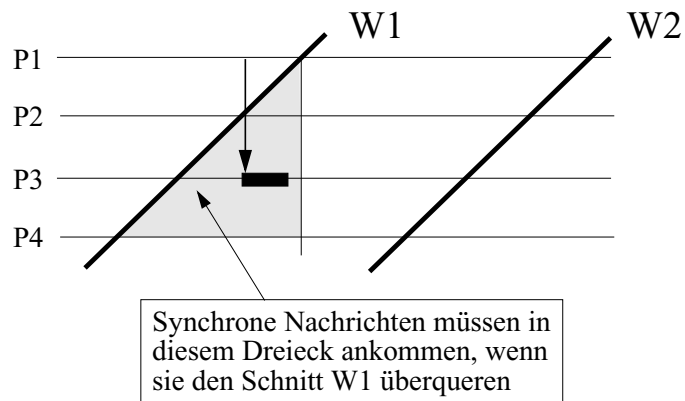 W1
W2
P1
P2
P3
P4
Synchrone Nachrichten müssen in
diesem Dreieck ankommen, wenn
sie den Schnitt W1 überqueren